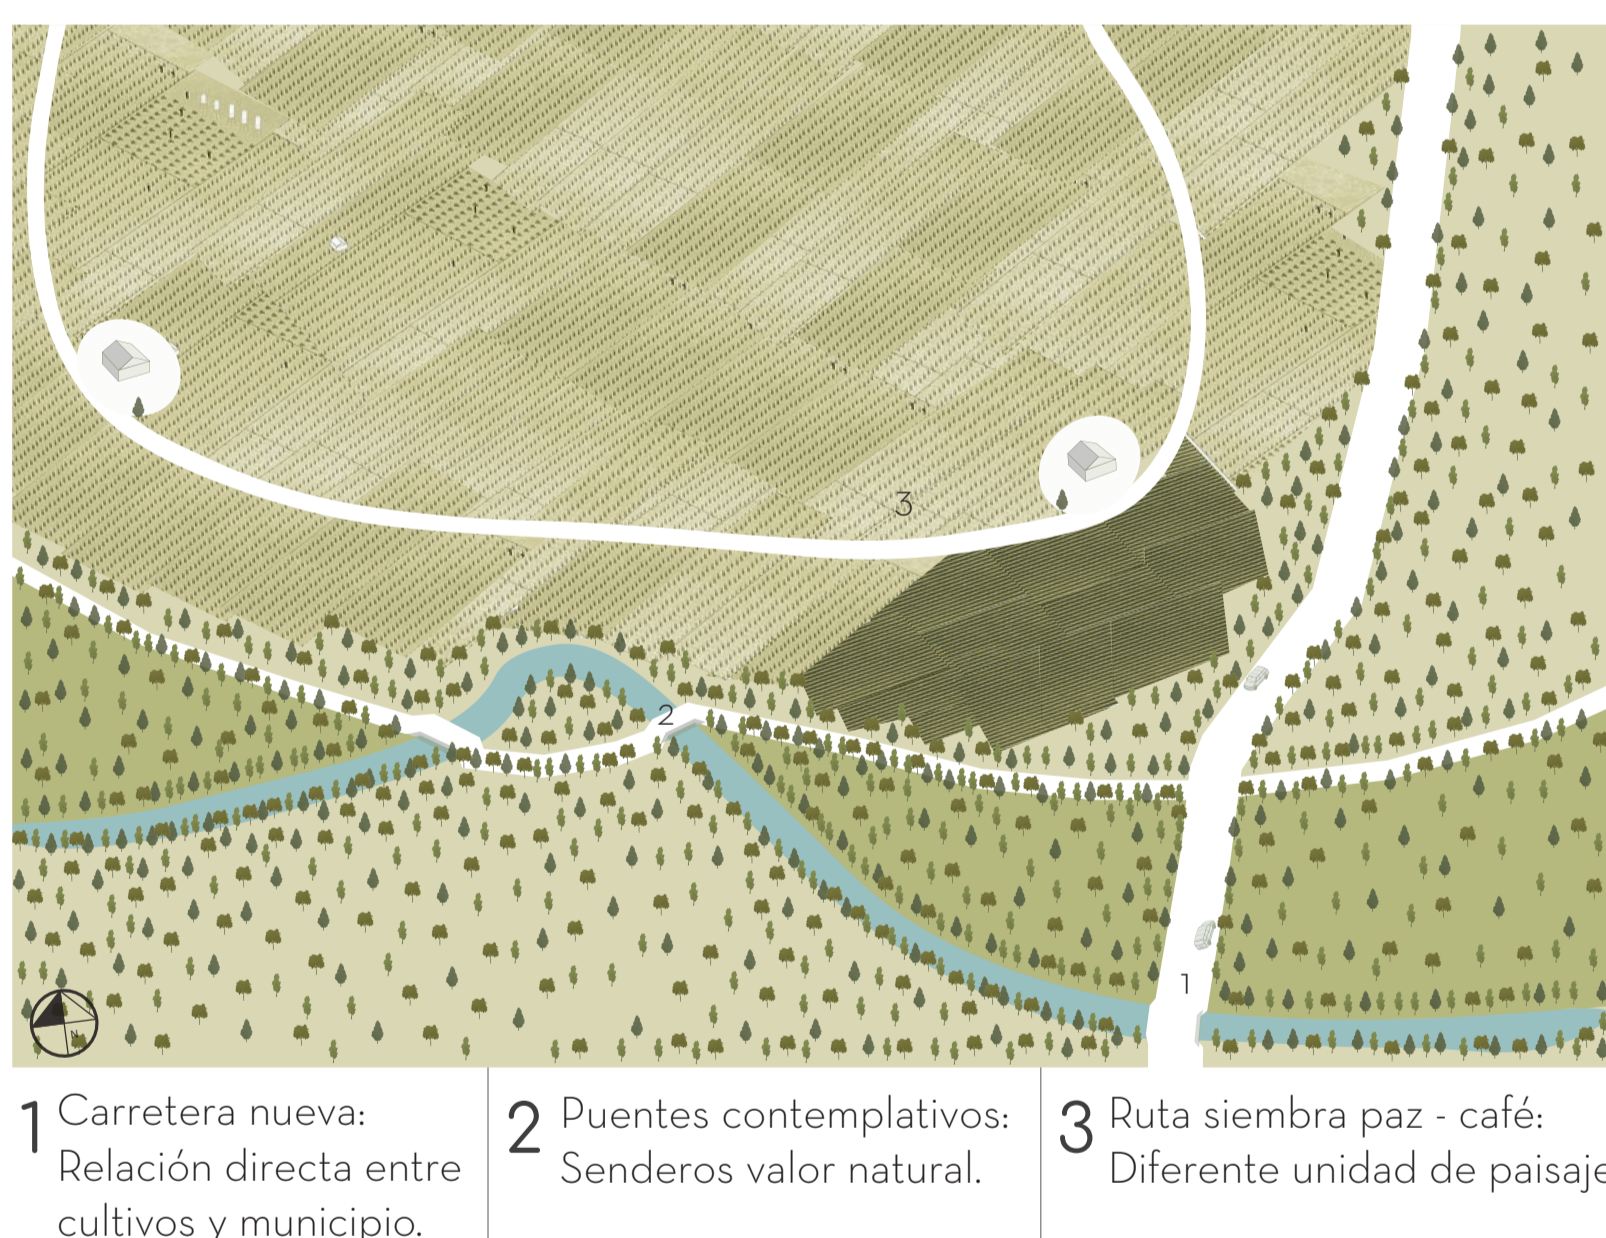 3
2
1
N
1 Carretera nueva:
Relación directa entre
cultivos y municipio.
2 Puentes contemplativos:
Senderos valor natural.
3 Ruta siembra paz - café:
Diferente unidad de paisaje